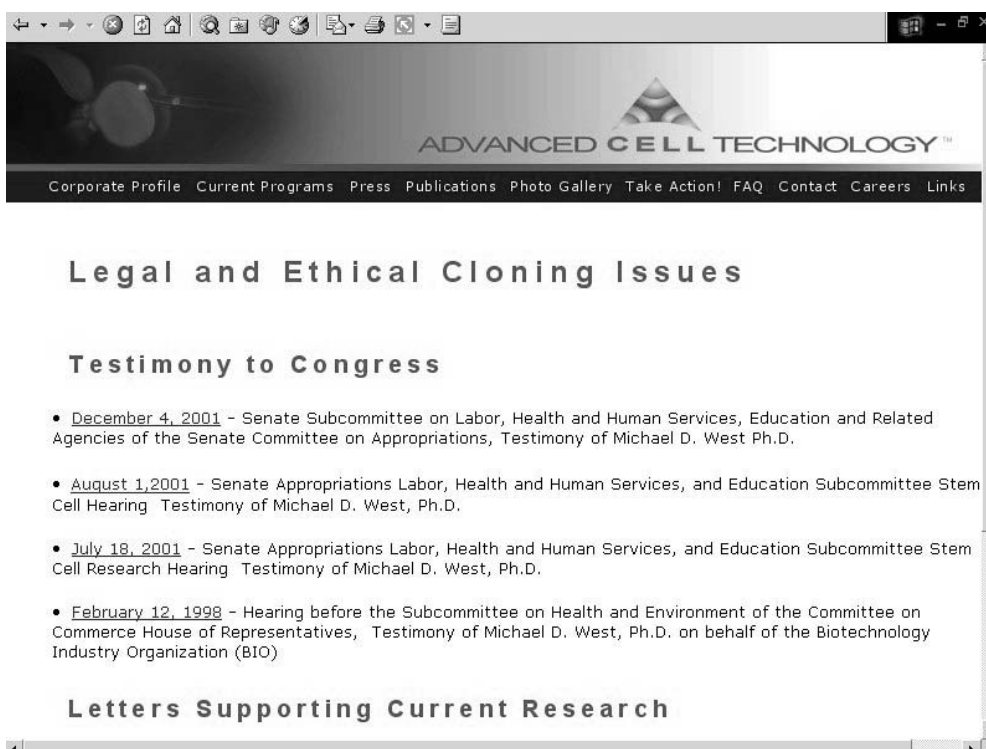 ADVANCED CELL TECHNOLOGY™
Corporate Profile Current Programs Press Publications Photo Gallery Take Action! FAQ Contact Careers Links
Legal and Ethical Cloning Issues
Testimony to Congress
• December 4, 2001 – Senate Subcommittee on Labor, Health and Human Services, Education and Related
Agencies of the Senate Committee on Appropriations, Testimony of Michael D. West Ph.D.
• August 1,2001 – Senate Appropriations Labor, Health and Human Services, and Education Subcommittee Stem
Cell Hearing Testimony of Michael D. West, Ph.D.
• July 18, 2001 – Senate Appropriations Labor, Health and Human Services, and Education Subcommittee Stem
Cell Research Hearing Testimony of Michael D. West, Ph.D.
• February 12, 1998 – Hearing before the Subcommittee on Health and Environment of the Committee on
Commerce House of Representatives, Testimony of Michael D. West, Ph.D. on behalf of the Biotechnology
Industry Organization (BIO)
Letters Supporting Current Research